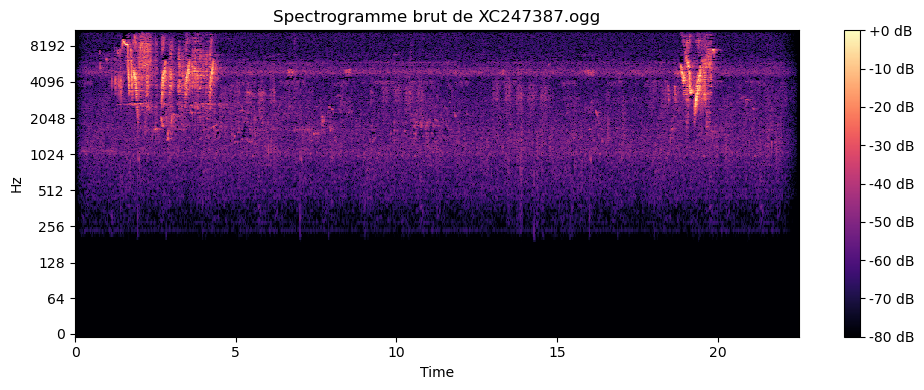 Spectrogramme brut de XC247387.ogg
8192
4096
2048
1024
512
256
128
64
0
Hz
0
5
10
15
20
Time
+0 dB
-10 dB
-20 dB
-30 dB
-40 dB
-50 dB
-60 dB
-70 dB
-80 dB